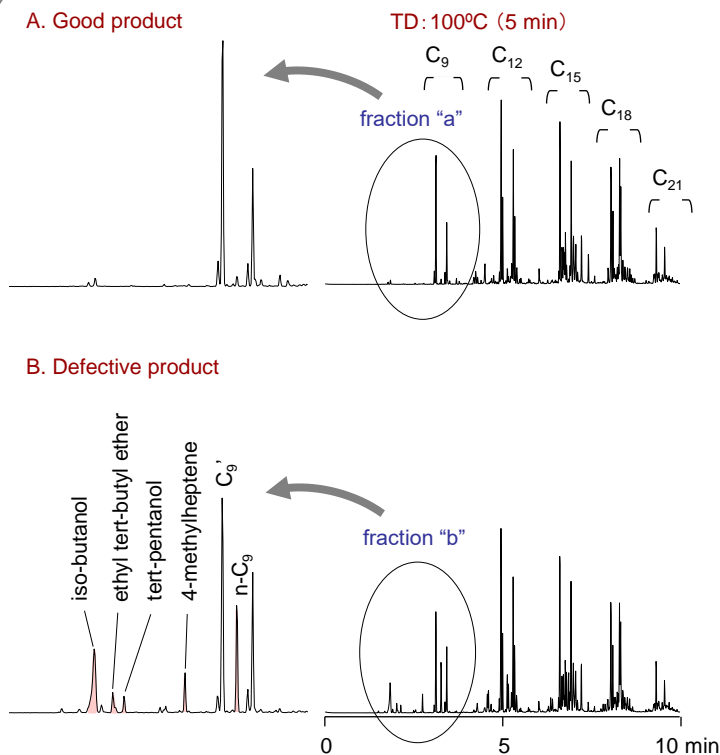 A. Good product
TD: 100ºC (5 min)
C9
C12
C15
C18
C21
fraction "a"
B. Defective product
iso-butanol
ethyl tert-butyl ether
tert-pentanol
4-methylheptene
C9'
n-C9
fraction "b"
0
5
10 min